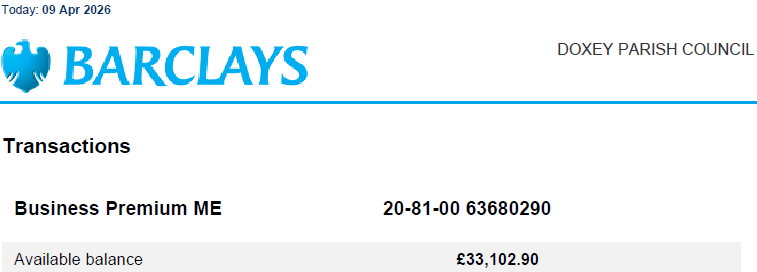 Today: 09 Apr 2026
BARCLAYS
DOXEY PARISH COUNCIL
Transactions
Business Premium ME 20-81-00 63680290
Available balance £33,102.90